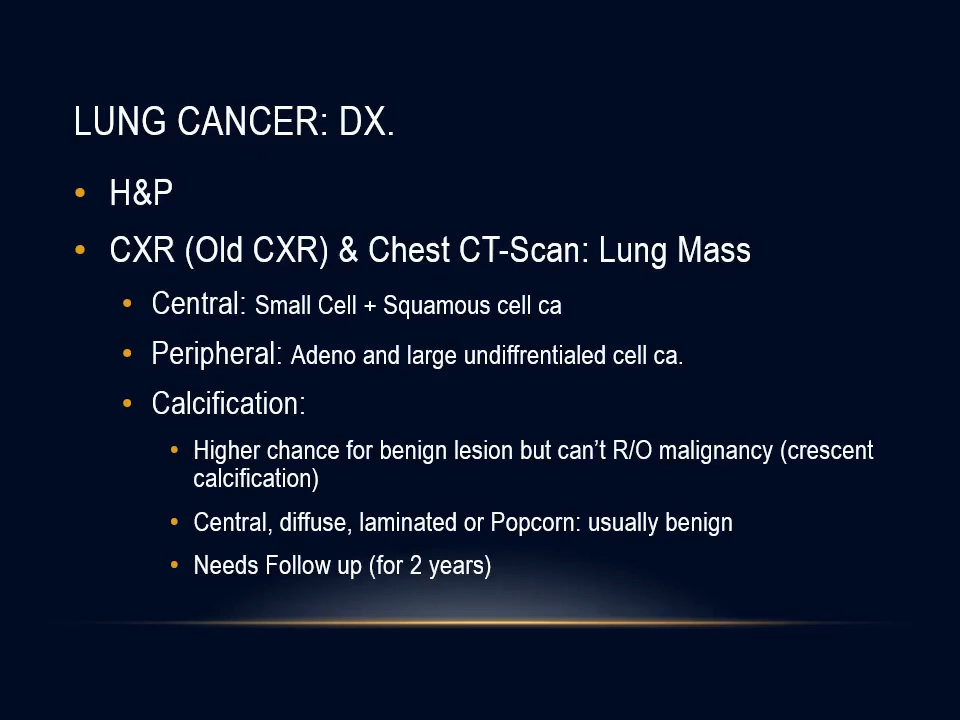 LUNG CANCER: DX.
• H&P
• CXR (Old CXR) & Chest CT-Scan: Lung Mass
• Central: Small Cell + Squamous cell ca
• Peripheral: Adeno and large undiffrentialed cell ca.
• Calcification:
• Higher chance for benign lesion but can’t R/O malignancy (crescent
calcification)
• Central, diffuse, laminated or Popcorn: usually benign
• Needs Follow up (for 2 years)